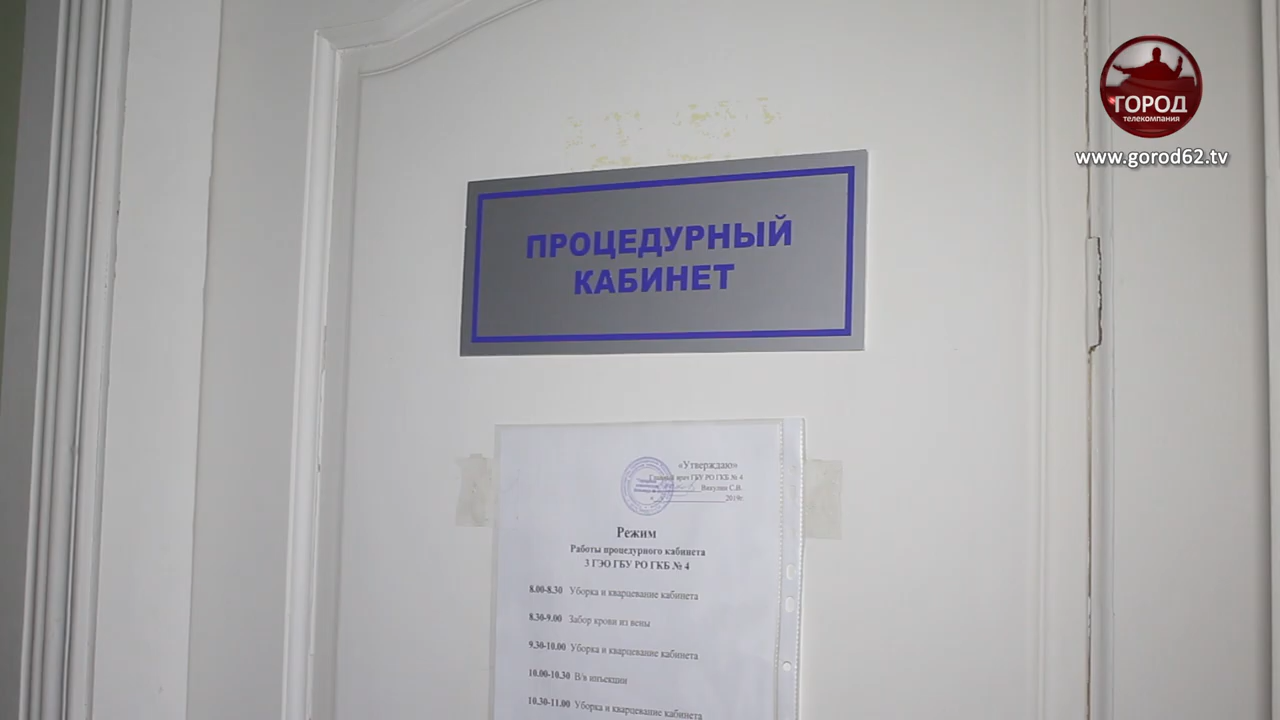 ГОРОД
телекомпания
www.gorod62.tv
ПРОЦЕДУРНЫЙ
КАБИНЕТ
«Утверждаю»
Главный врач ГБУ РО ГКБ № 4
С.В.
2019г
Режим
Работы процедурного кабинета
3 ГЭО ГБУ РО ГКБ № 4
8.00-8.30 Уборка и кварцевание кабинета
8.30-9.00 Забор крови из вены
9.30-10.00 Уборка и кварцевание кабинета
10.00-10.30 В/в инъекции
10.30-11.00 Уборка и кварцевание кабинета